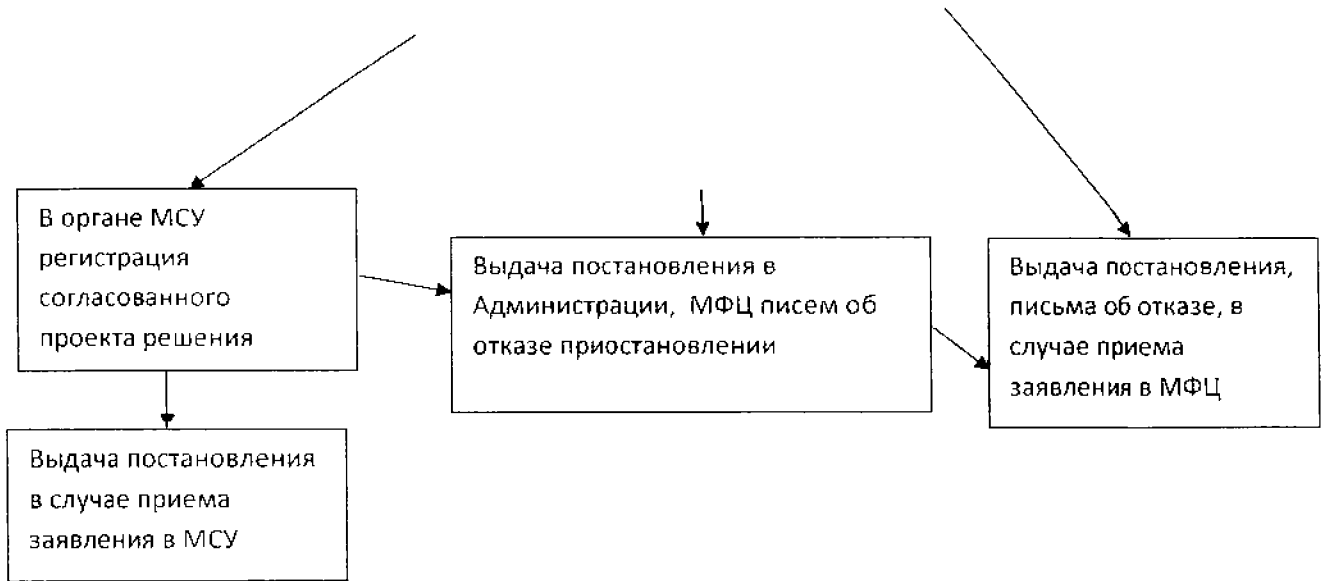 В органе МСУ
регистрация
согласованного
проекта решения
Выдача постановления в
Администрации, МФЦ писем об
отказе приостановлении
Выдача постановления,
письма об отказе, в
случае приема
заявления в МФЦ
Выдача постановления
в случае приема
заявления в МСУ